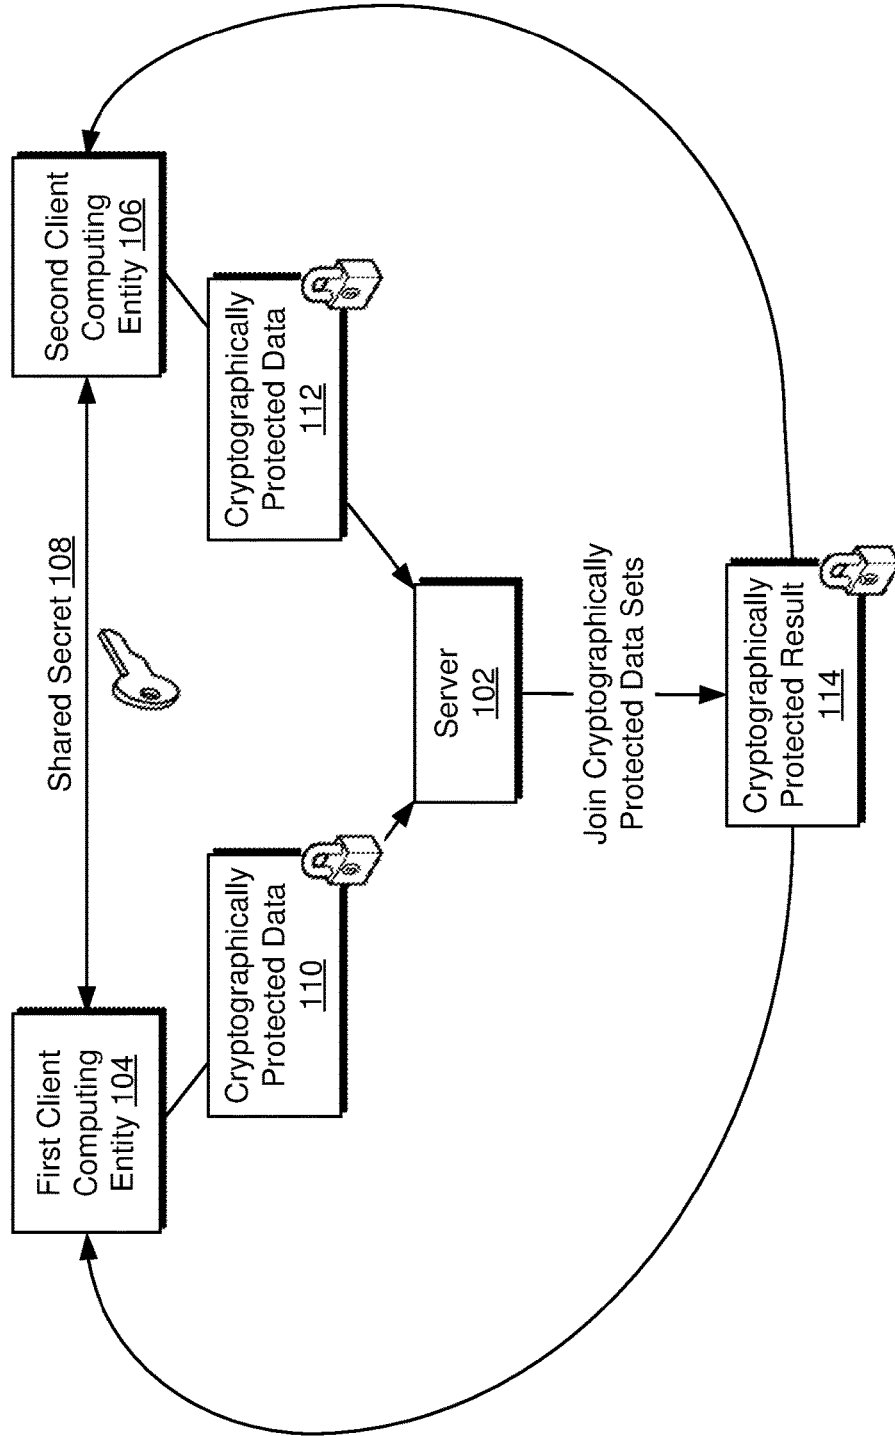 Shared Secret 108
First Client
Computing
Entity 104
Second Client
Computing
Entity 106
Cryptographically
Protected Data
110
Cryptographically
Protected Data
112
Server
102
Join Cryptographically
Protected Data Sets
Cryptographically
Protected Result
114